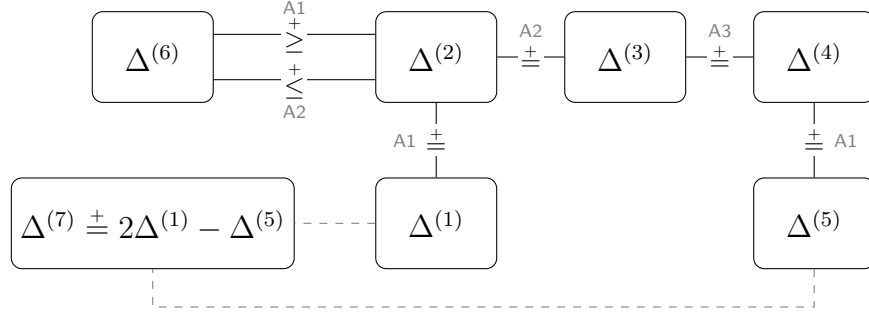 A1
A2
A3
Δ^(6) ≥^+ Δ^(2) =^+ Δ^(3) =^+ Δ^(4)
≤^+
A2
A1 =^+
=^+ A1
Δ^(7) =^+ 2Δ^(1) − Δ^(5)
Δ^(1)
Δ^(5)